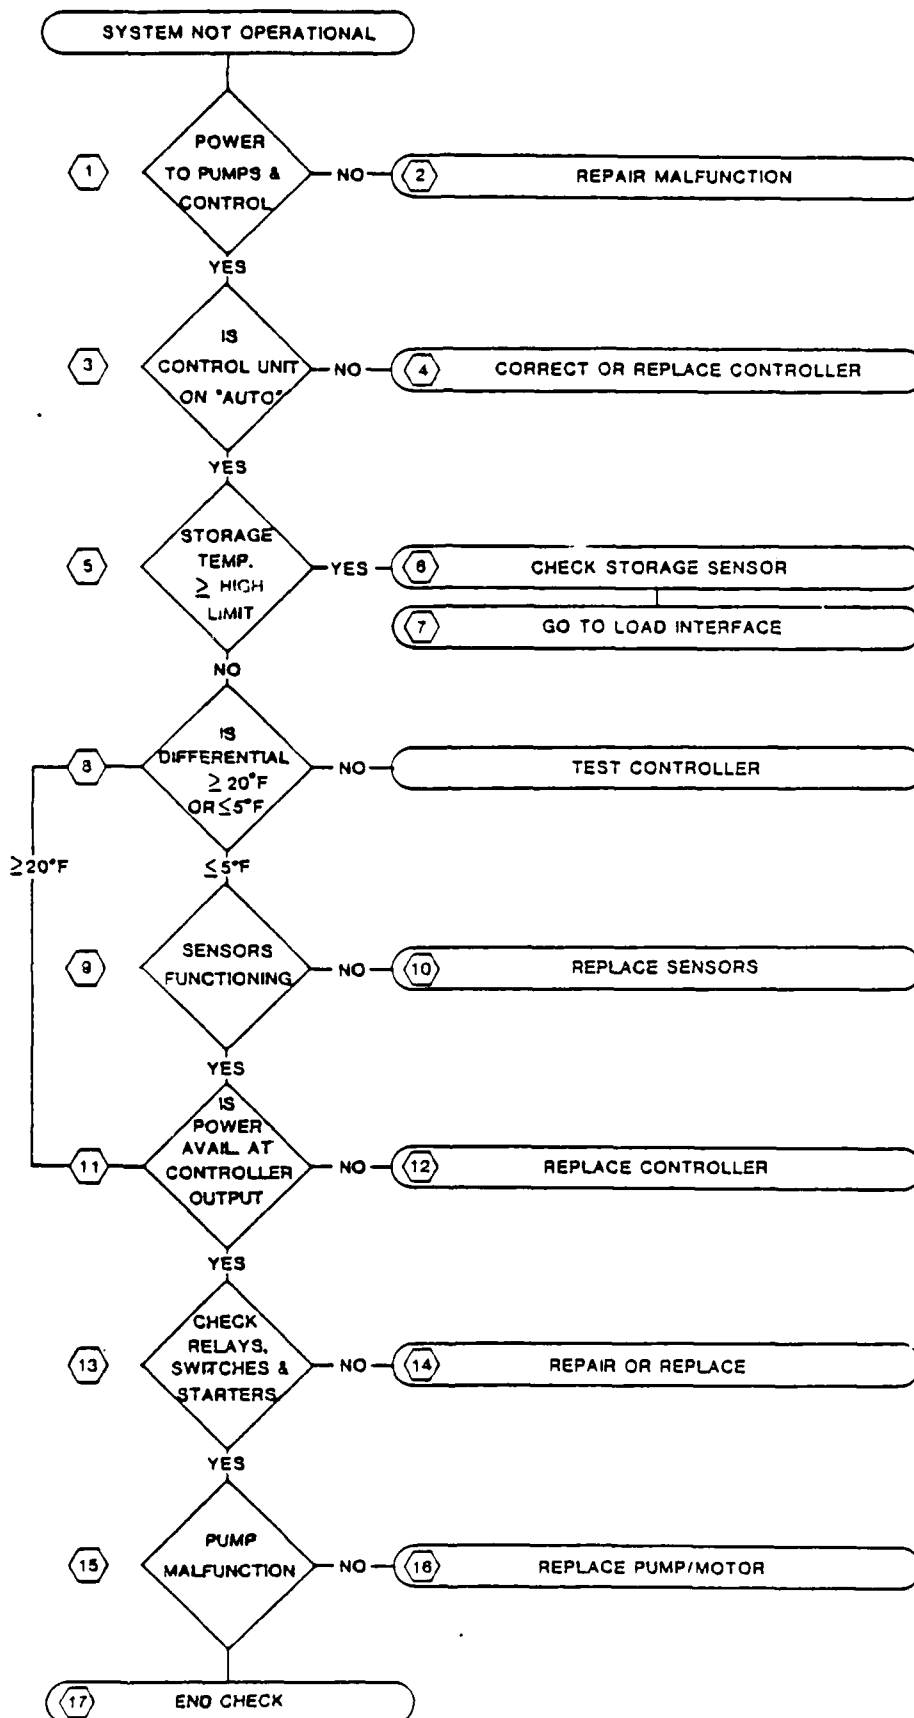 SYSTEM NOT OPERATIONAL
1
POWER
TO PUMPS &
CONTROL
NO
2
REPAIR MALFUNCTION
YES
3
IS
CONTROL UNIT
ON "AUTO"
NO
4
CORRECT OR REPLACE CONTROLLER
YES
5
STORAGE
TEMP.
≥ HIGH
LIMIT
YES
6
CHECK STORAGE SENSOR
7
GO TO LOAD INTERFACE
NO
8
IS
DIFFERENTIAL
≥ 20°F
OR ≤5°F
NO
TEST CONTROLLER
≥20°F
≤5°F
9
SENSORS
FUNCTIONING
NO
10
REPLACE SENSORS
YES
11
IS
POWER
AVAIL. AT
CONTROLLER
OUTPUT
NO
12
REPLACE CONTROLLER
YES
13
CHECK
RELAYS,
SWITCHES &
STARTERS
NO
14
REPAIR OR REPLACE
YES
15
PUMP
MALFUNCTION
NO
16
REPLACE PUMP/MOTOR
17
END CHECK